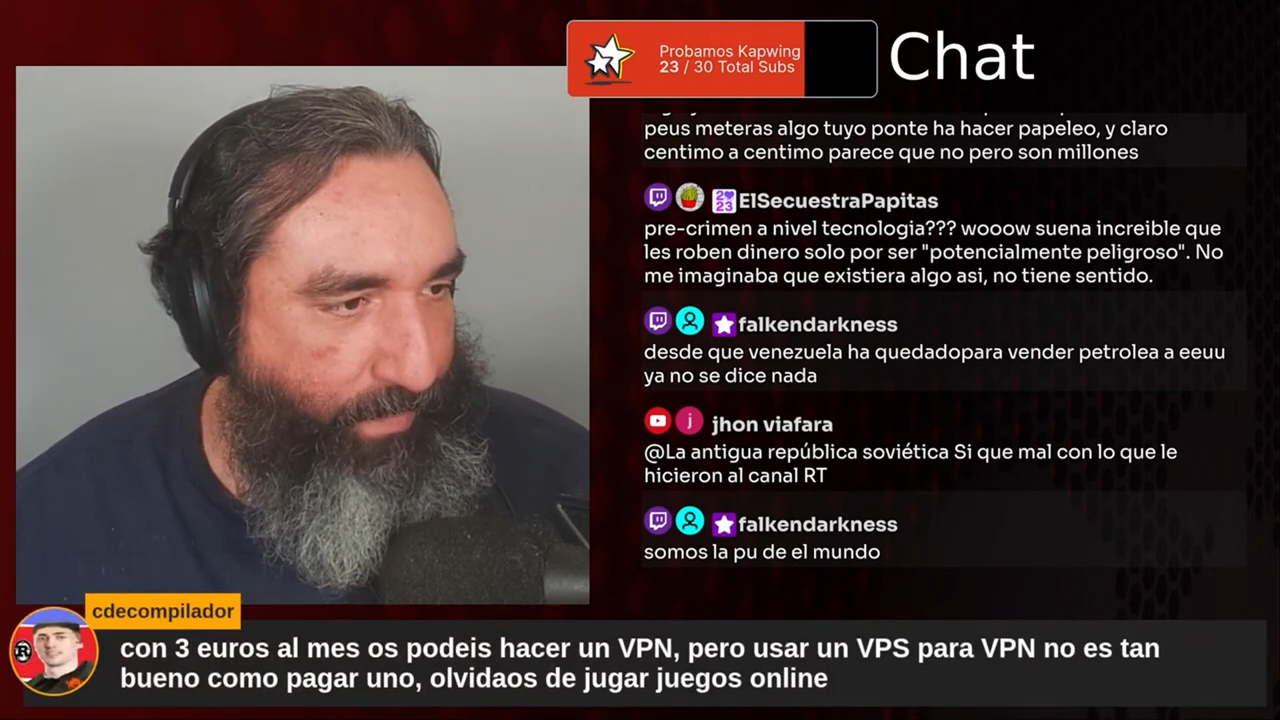 Probamos Kapwing
23 / 30 Total Subs
Chat
peus meteras algo tuyo ponte ha hacer papeleo, y claro
centimo a centimo parece que no pero son millones
ElSecuestraPapitas
pre-crimen a nivel tecnologia??? wooow suena increible que
les roben dinero solo por ser "potencialmente peligroso". No
me imaginaba que existiera algo asi, no tiene sentido.
falkendarkness
desde que venezuela ha quedadopara vender petrolea a eeuu
ya no se dice nada
j
jhon viafara
@La antigua república soviética Si que mal con lo que le
hicieron al canal RT
falkendarkness
somos la pu de el mundo
cdecompilador
con 3 euros al mes os podeis hacer un VPN, pero usar un VPS para VPN no es tan
bueno como pagar uno, olvidaos de jugar juegos online